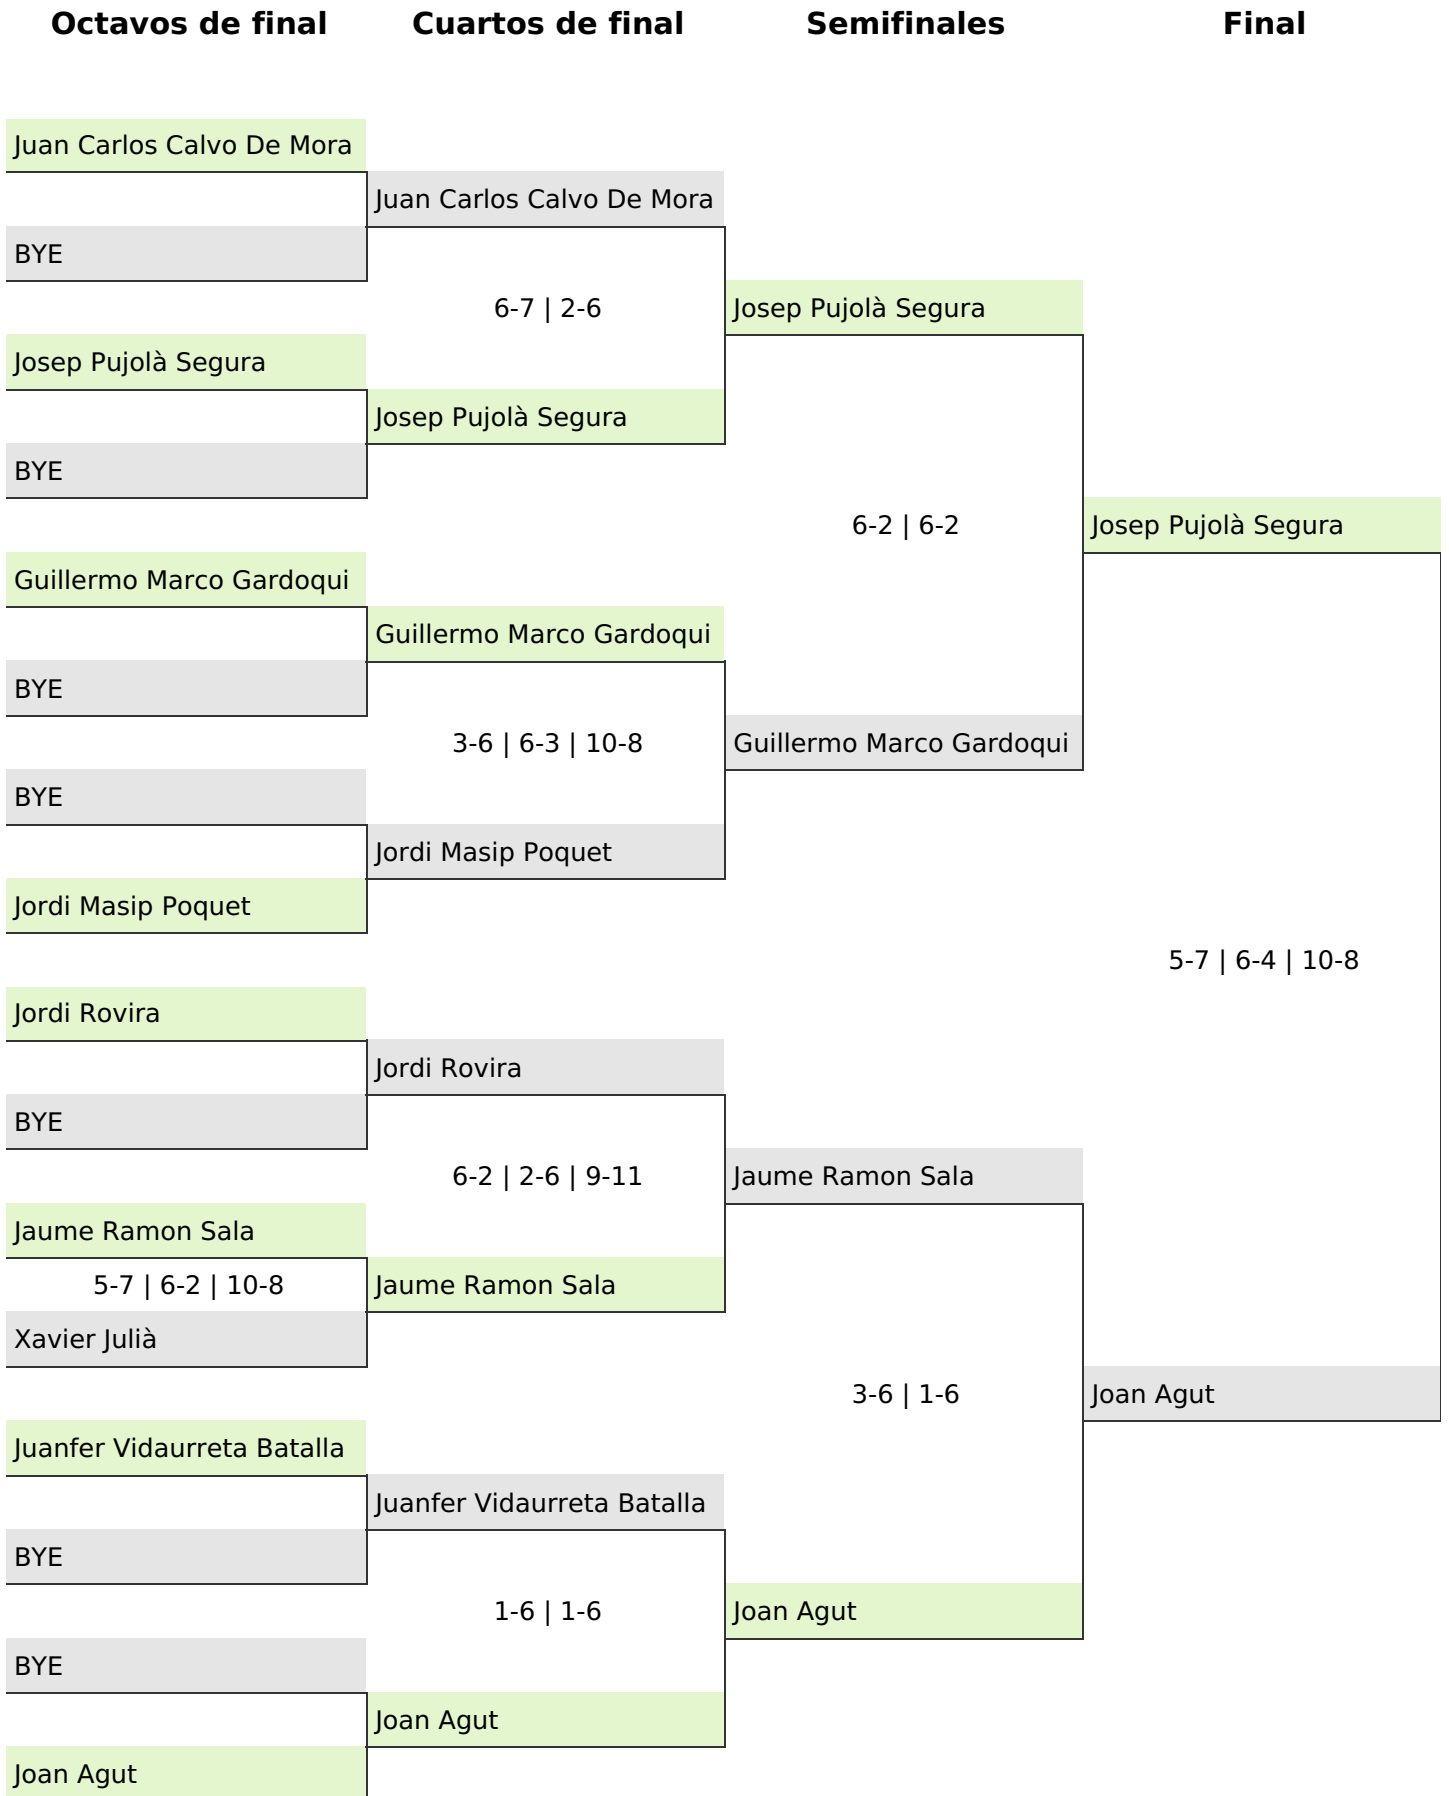 Octavos de final Cuartos de final Semifinales Final
Juan Carlos Calvo De Mora
Juan Carlos Calvo De Mora
BYE
6-7 | 2-6
Josep Pujolà Segura
Josep Pujolà Segura
Josep Pujolà Segura
BYE
6-2 | 6-2
Josep Pujolà Segura
Guillermo Marco Gardoqui
Guillermo Marco Gardoqui
BYE
3-6 | 6-3 | 10-8
Guillermo Marco Gardoqui
BYE
Jordi Masip Poquet
Jordi Masip Poquet
5-7 | 6-4 | 10-8
Jordi Rovira
Jordi Rovira
BYE
6-2 | 2-6 | 9-11
Jaume Ramon Sala
Jaume Ramon Sala
5-7 | 6-2 | 10-8
Jaume Ramon Sala
Xavier Julià
3-6 | 1-6
Joan Agut
Juanfer Vidaurreta Batalla
Juanfer Vidaurreta Batalla
BYE
1-6 | 1-6
Joan Agut
BYE
Joan Agut
Joan Agut